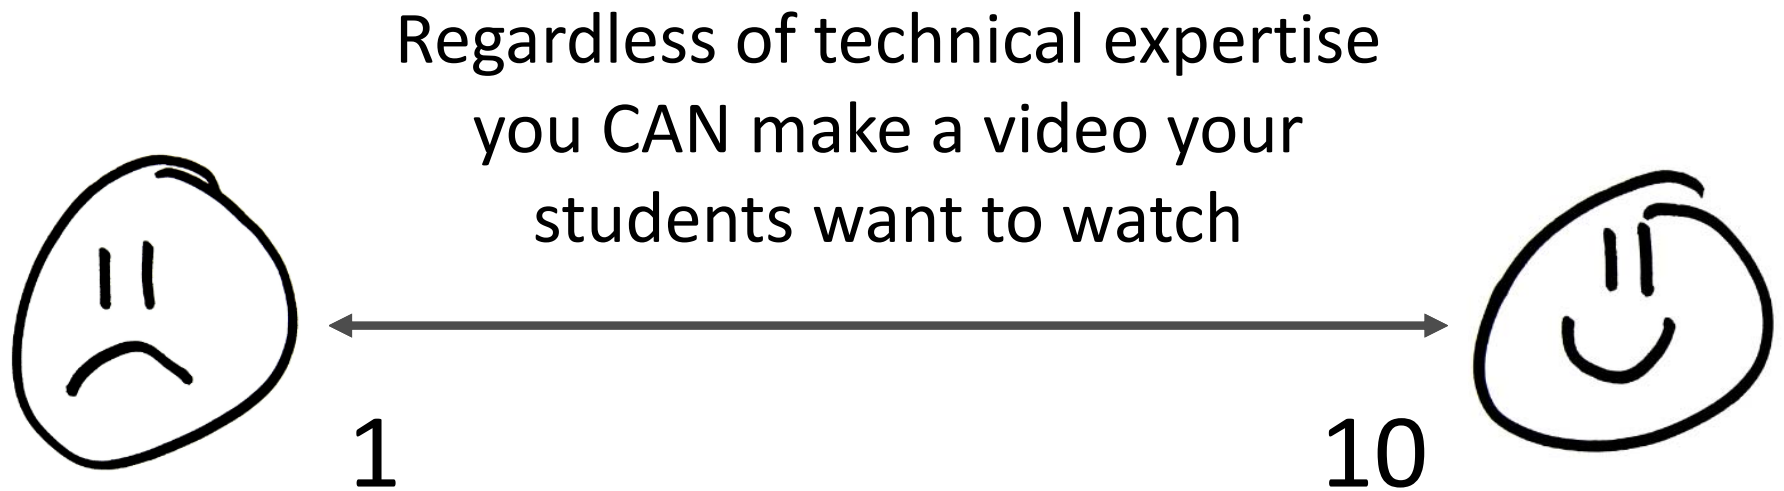 Regardless of technical expertise
you CAN make a video your
students want to watch
1
10